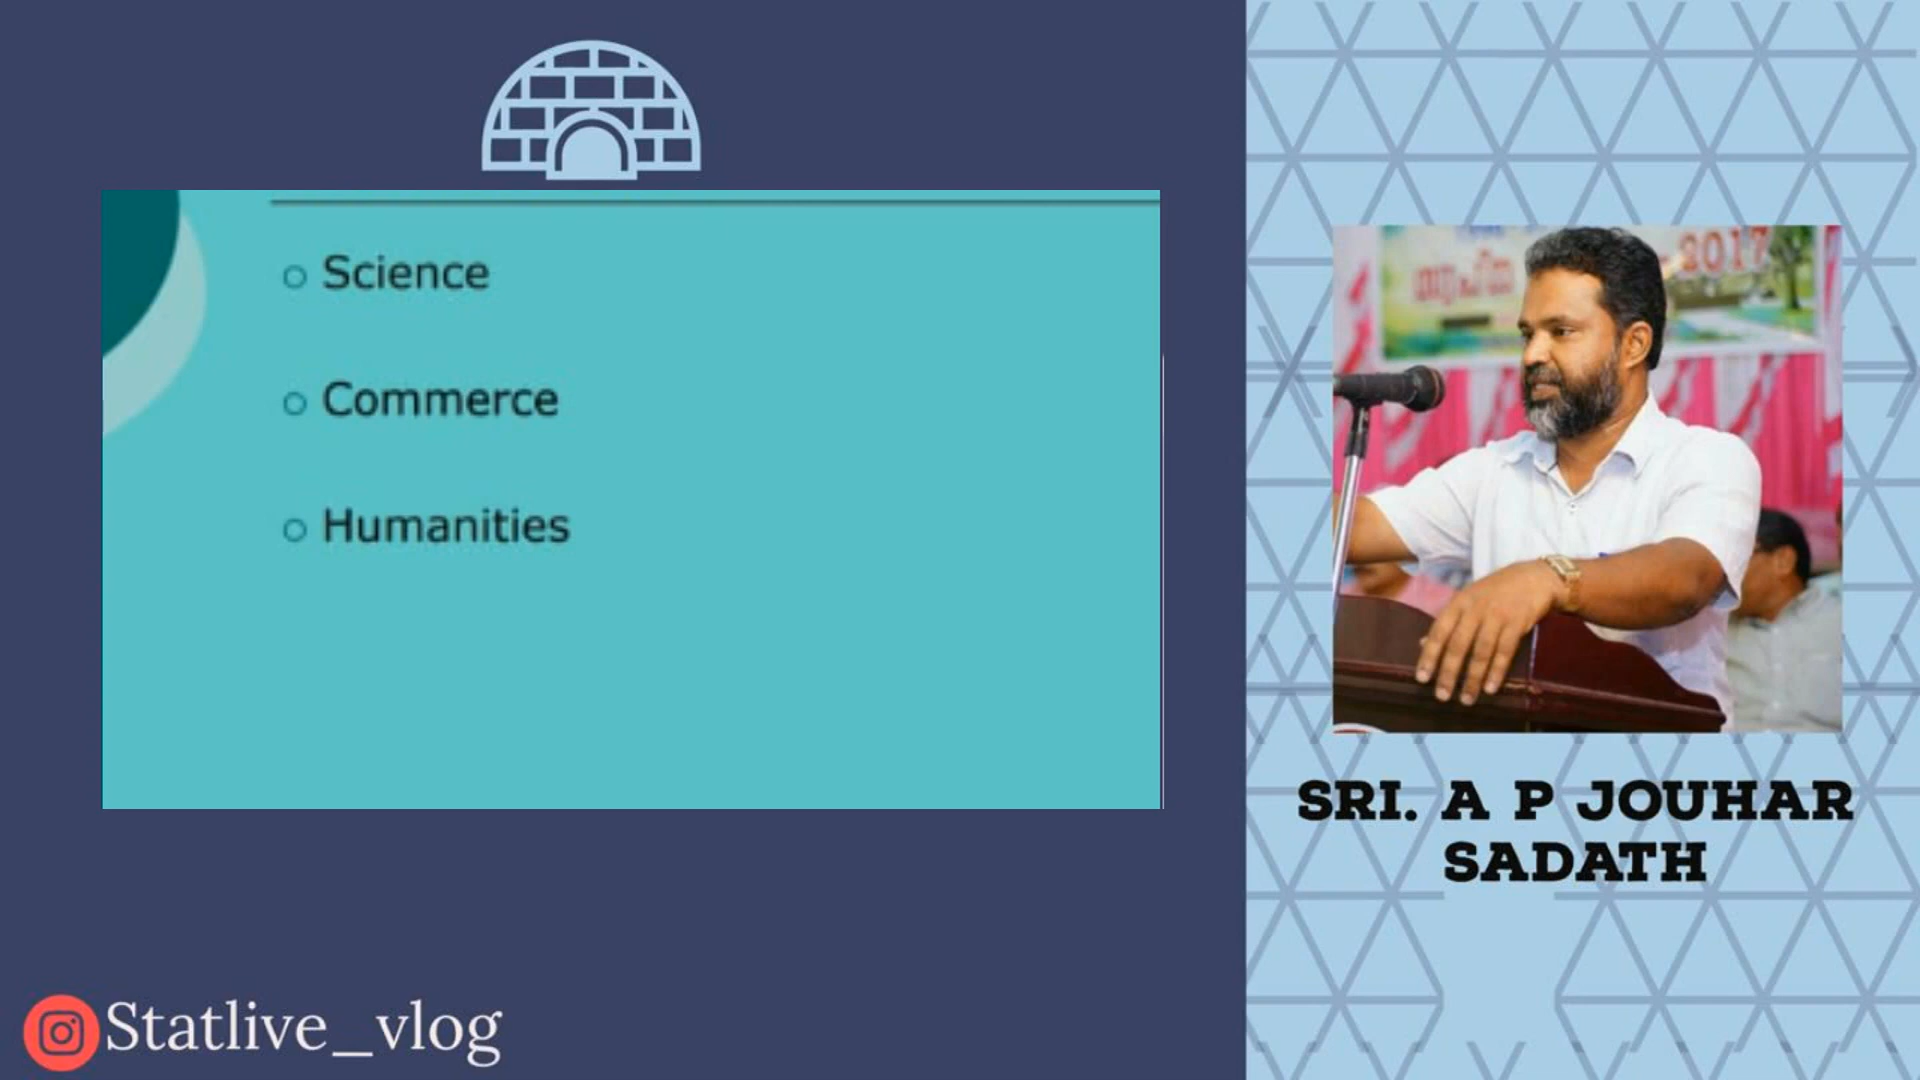 Science
Commerce
Humanities
2017
SRI. A P JOUHAR
SADATH
Statlive_vlog